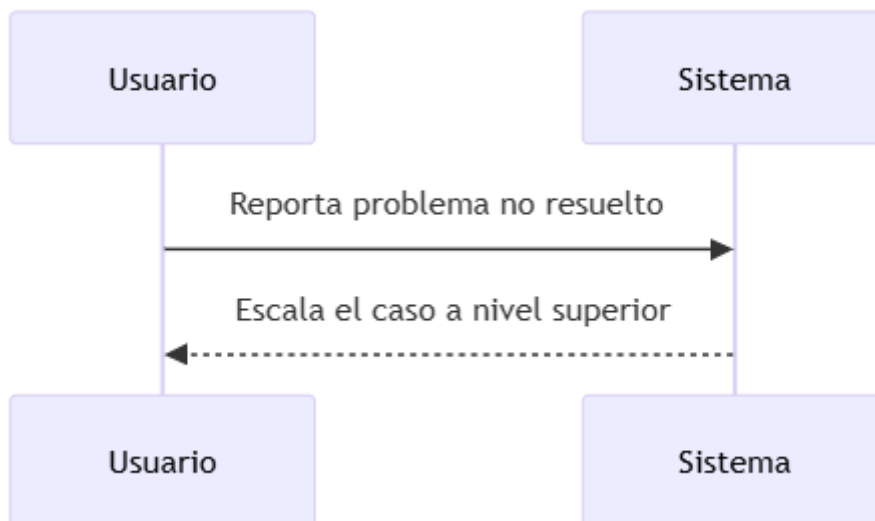 Usuario
Sistema
Reporta problema no resuelto
Escala el caso a nivel superior
Usuario
Sistema